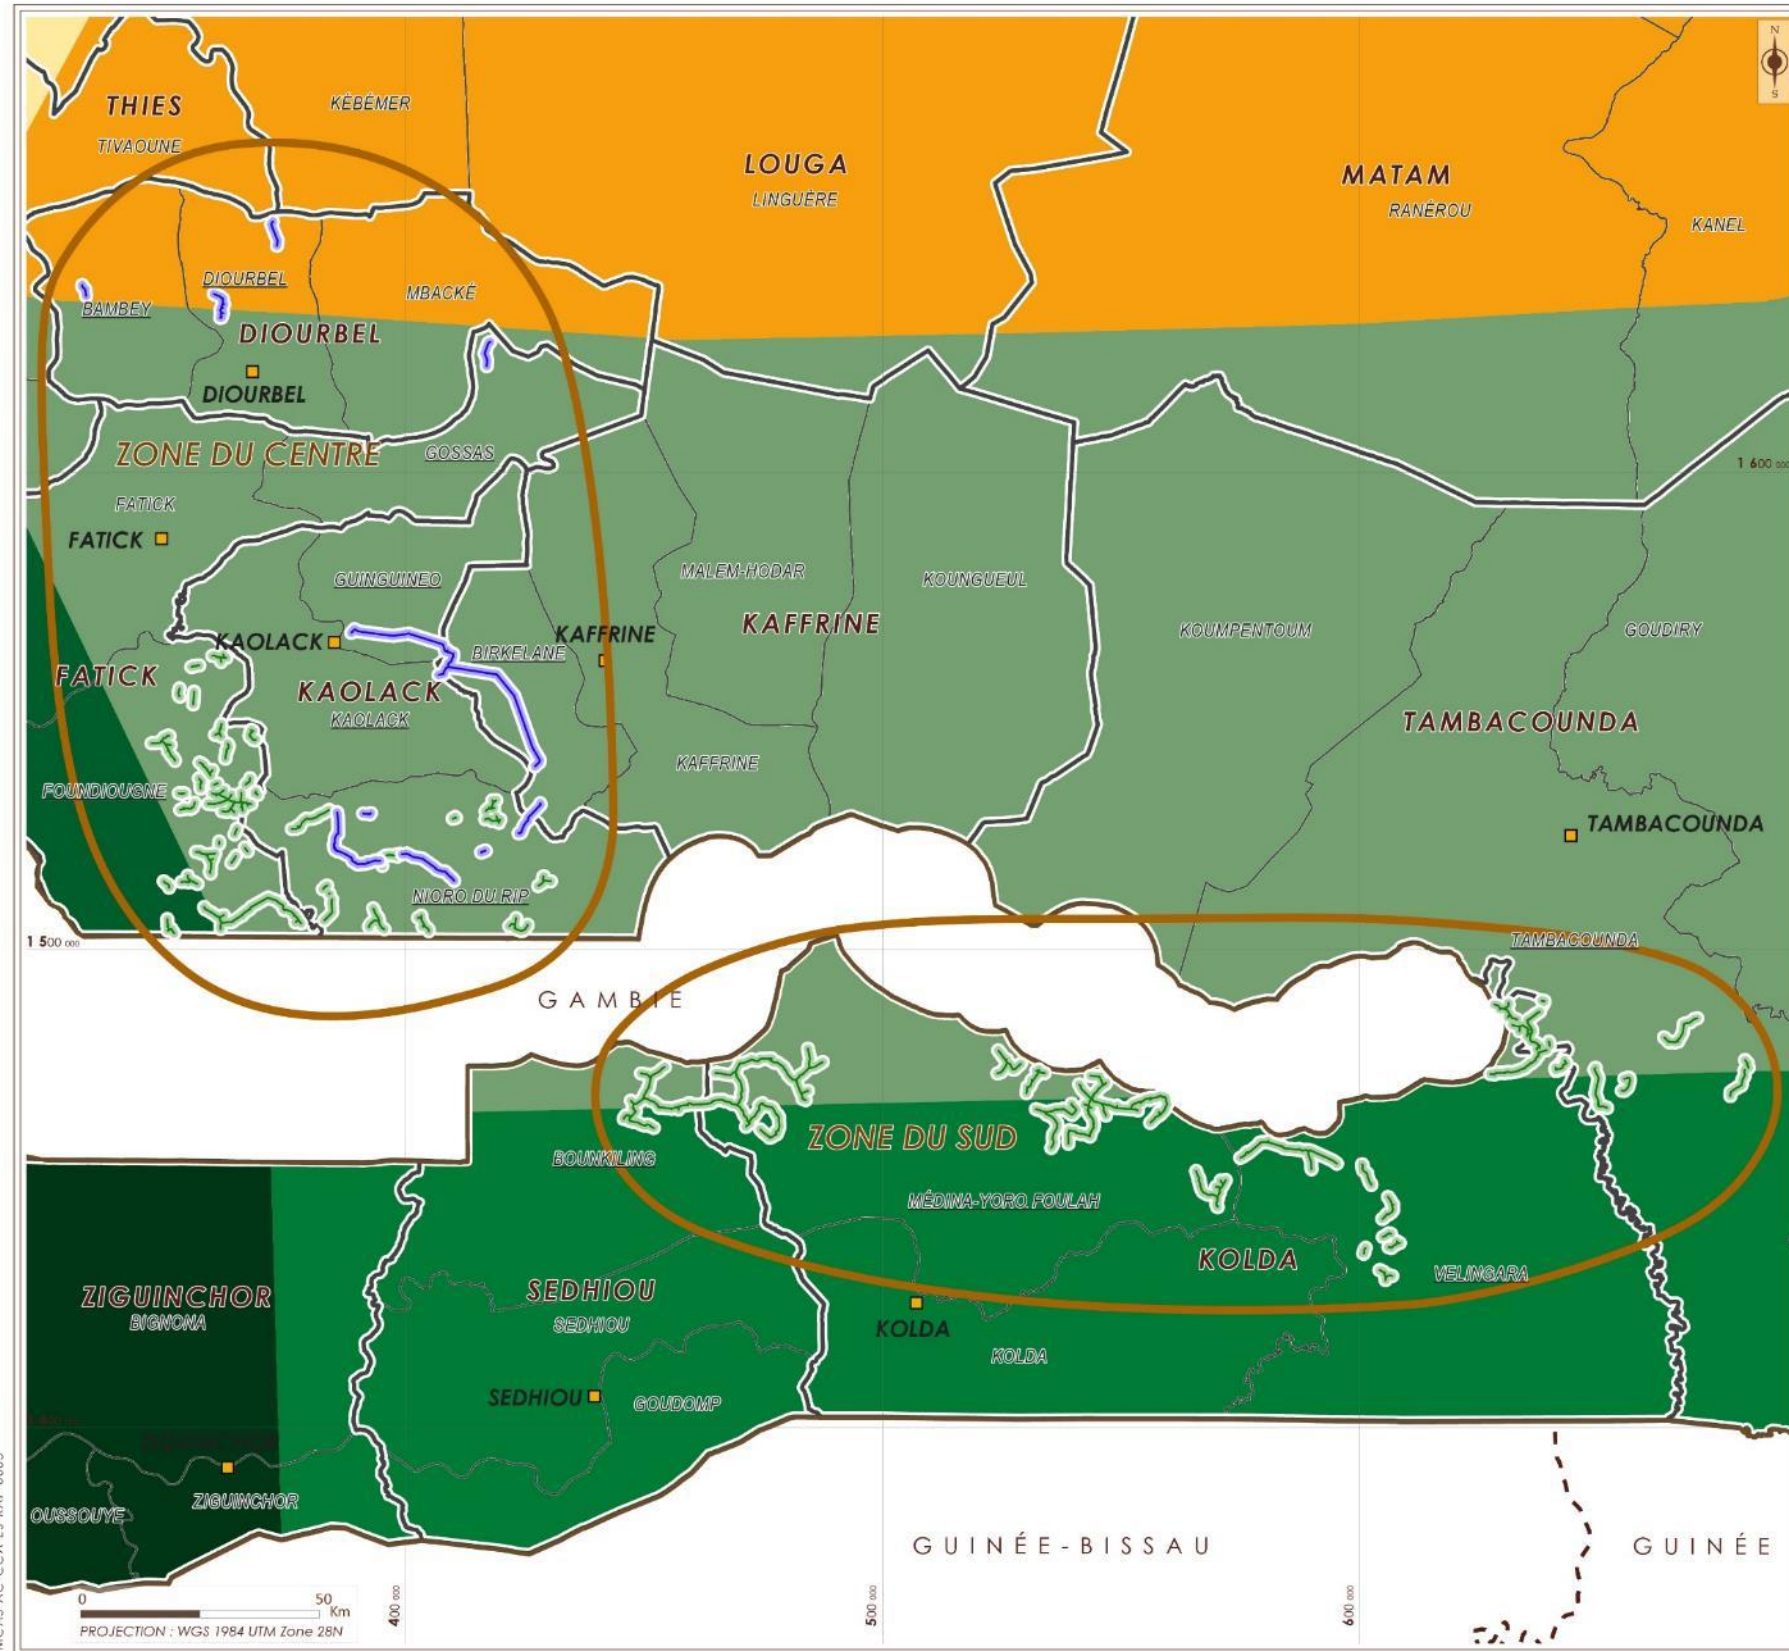 N
S
THIES
KÉBÉMER
TIVAOUNE
LOUGA
LINGUÈRE
MATAM
RANÉROU
KANEL
DIOURBEL
MBACKÉ
BAMBEY
DIOURBEL
DIOURBEL
ZONE DU CENTRE
GOSSAS
1 600 000
FATICK
FATICK
GUINGUINEO
MALEM-HODAR
KOUNGUEUL
KAOLACK
KAFFRINE
KAFFRINE
KOUMPENTOUM
GOUDIRY
BIRKELANE
FATICK
KAOLACK
KAOLACK
TAMBACOUNDA
KAFFRINE
FOUNDIOUGNE
TAMBACOUNDA
NIORO DU RIP
1 500 000
TAMBACOUNDA
GAMBIE
ZONE DU SUD
BOUNKILING
MÉDINA-YORO FOULAH
KOLDA
VELINGARA
ZIGUINCHOR
BIGNONA
SEDHIOU
SEDHIOU
KOLDA
KOLDA
SEDHIOU
GOUDOMP
ZIGUINCHOR
OUSSOUYE
GUINÉE-BISSAU
GUINÉE
0 50
Km
PROJECTION : WGS 1984 UTM Zone 28N
400 000
500 000
600 000